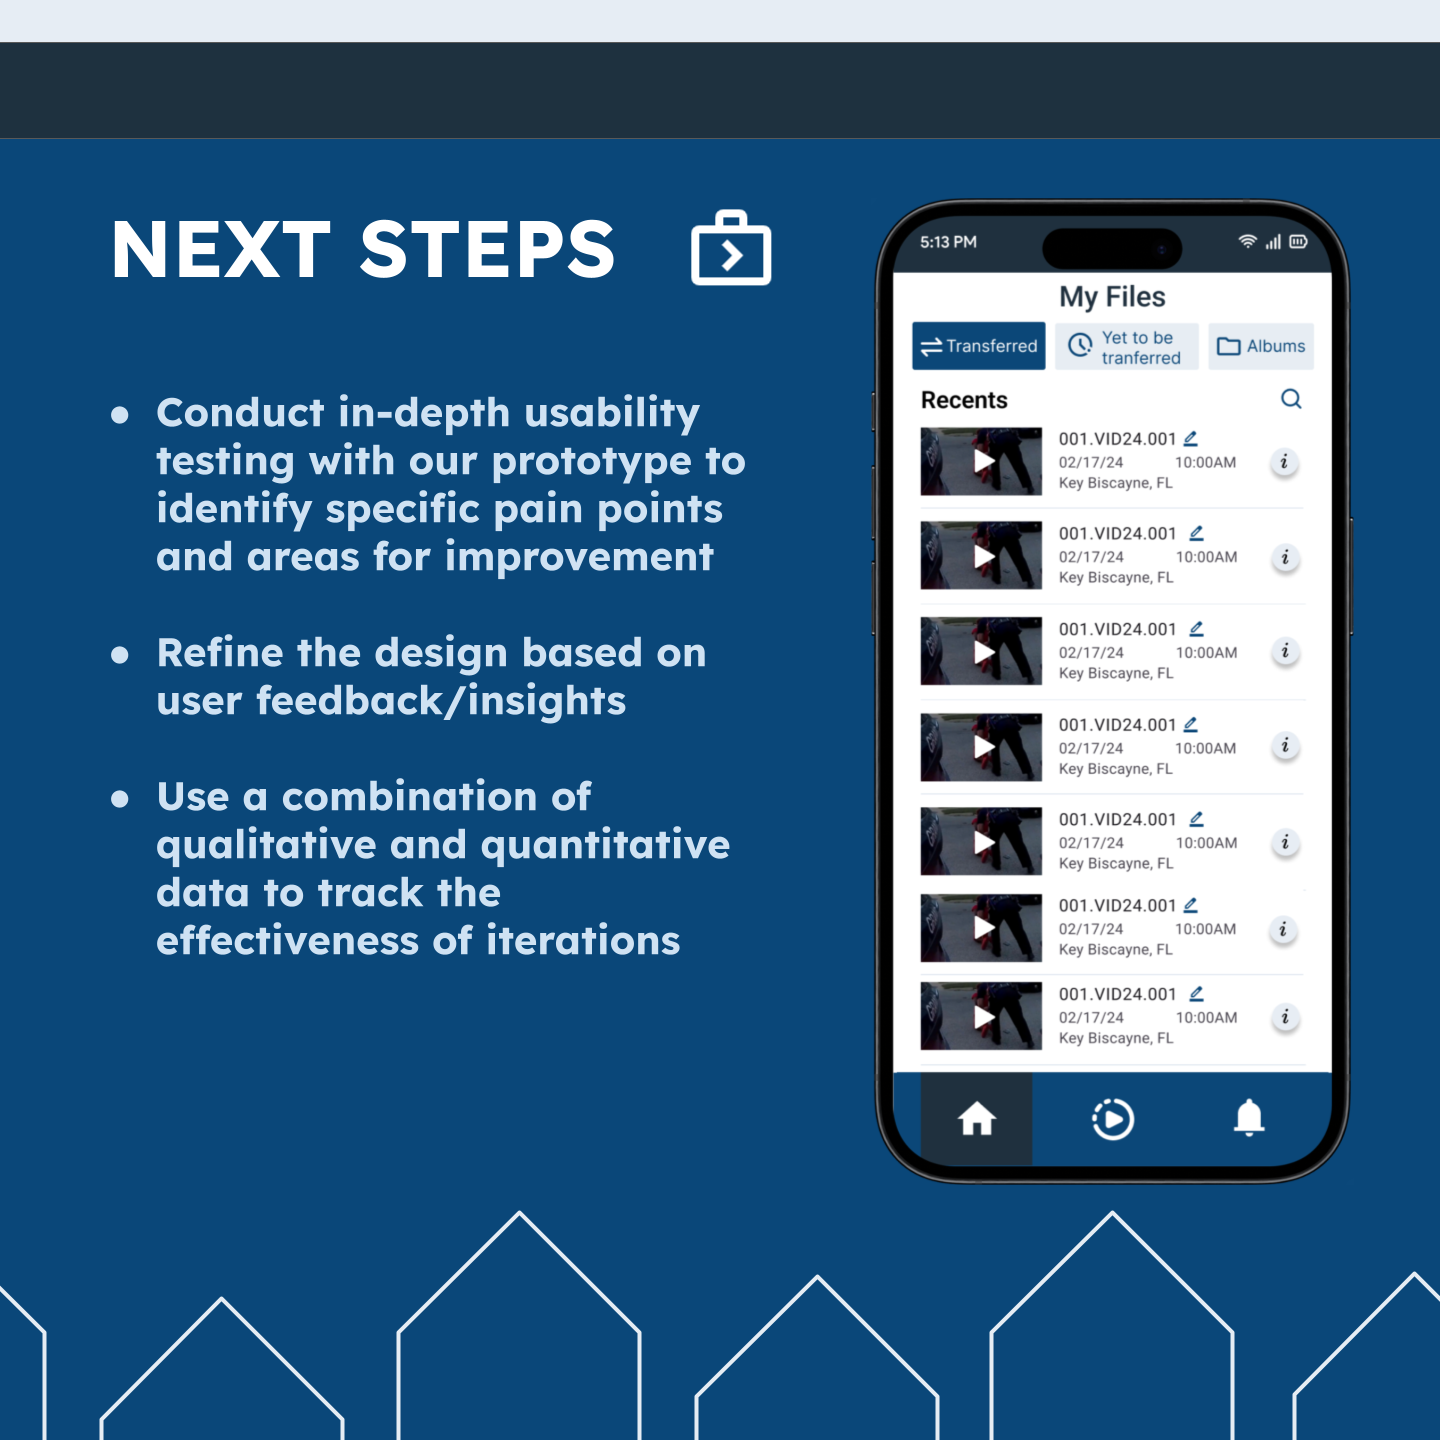 NEXT STEPS
● Conduct in-depth usability
testing with our prototype to
identify specific pain points
and areas for improvement
● Refine the design based on
user feedback/insights
● Use a combination of
qualitative and quantitative
data to track the
effectiveness of iterations
5:13 PM
My Files
Transferred
Yet to be
tranferred
Albums
Recents
001.VID24.001
02/17/24 10:00AM
Key Biscayne, FL
i
001.VID24.001
02/17/24 10:00AM
Key Biscayne, FL
i
001.VID24.001
02/17/24 10:00AM
Key Biscayne, FL
i
001.VID24.001
02/17/24 10:00AM
Key Biscayne, FL
i
001.VID24.001
02/17/24 10:00AM
Key Biscayne, FL
i
001.VID24.001
02/17/24 10:00AM
Key Biscayne, FL
i
001.VID24.001
02/17/24 10:00AM
Key Biscayne, FL
i